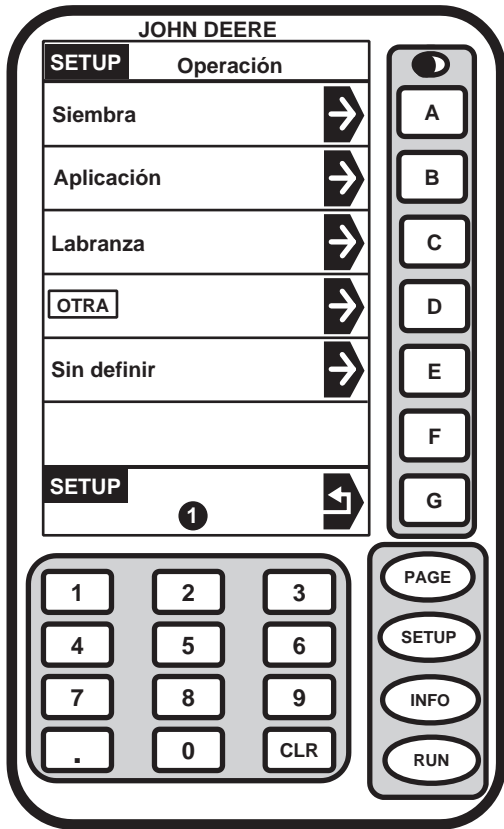 JOHN DEERE
SETUP Operación
Siembra
A
Aplicación
B
Labranza
C
OTRA
D
Sin definir
E
F
SETUP
1
G
1 2 3
4 5 6
7 8 9
. 0 CLR
PAGE
SETUP
INFO
RUN